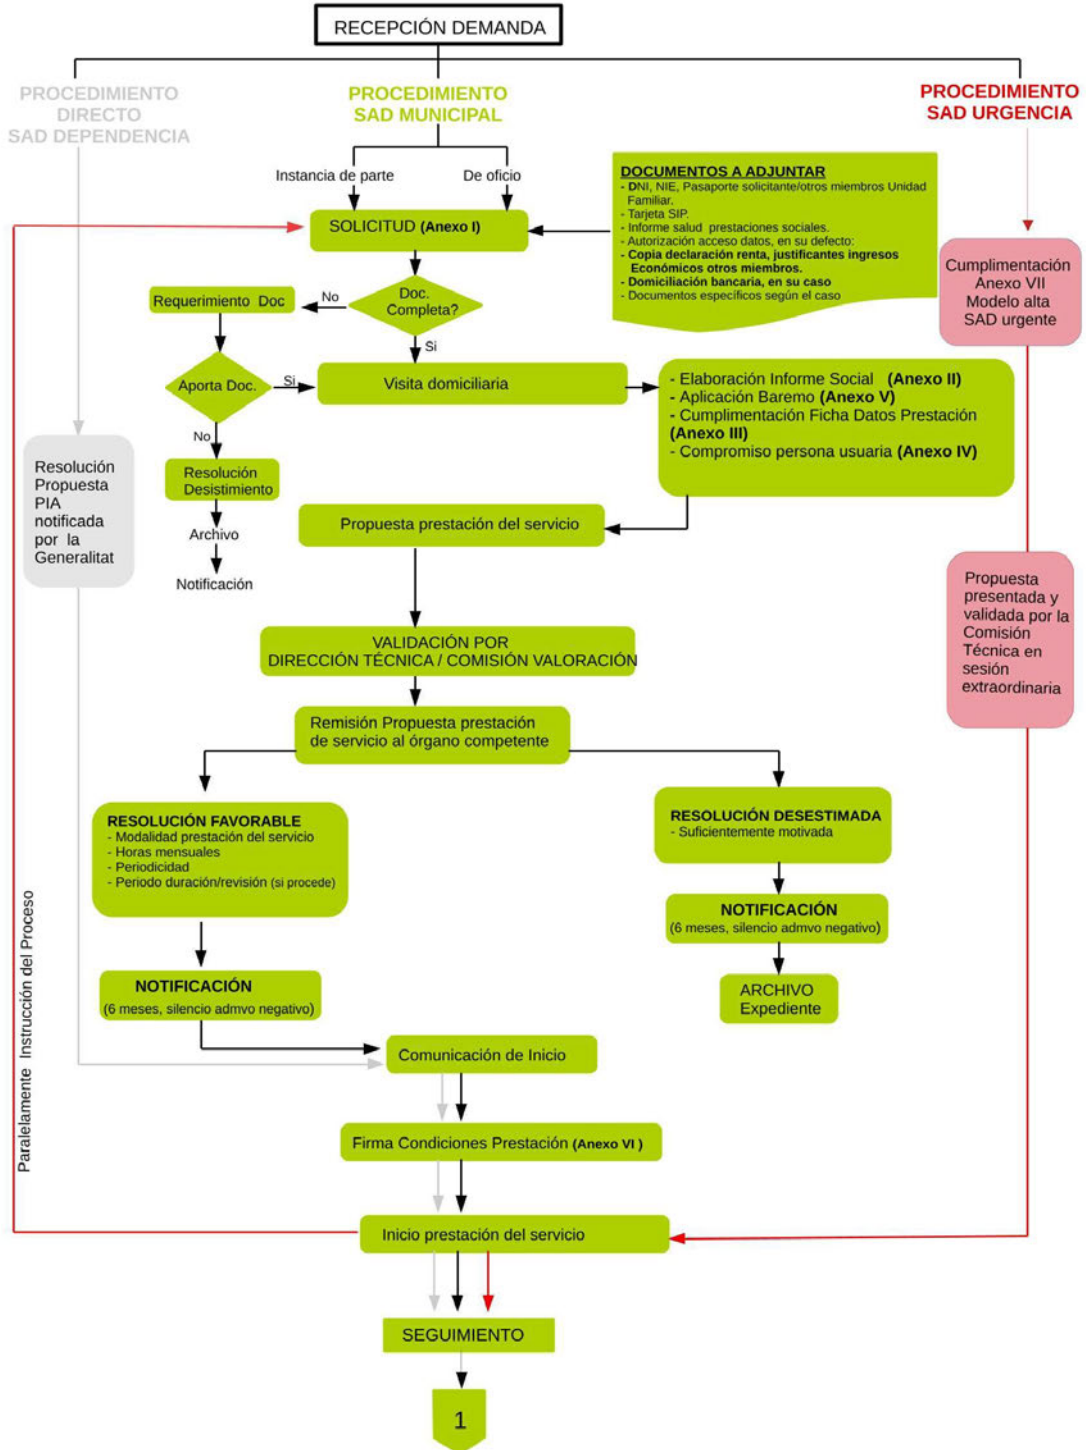 RECEPCIÓN DEMANDA
PROCEDIMIENTO
DIRECTO
SAD DEPENDENCIA
PROCEDIMIENTO
SAD MUNICIPAL
PROCEDIMIENTO
SAD URGENCIA
Instancia de parte
De oficio
DOCUMENTOS A ADJUNTAR
- DNI, NIE, Pasaporte solicitante/otros miembros Unidad
Familiar.
- Tarjeta SIP.
- Informe salud prestaciones sociales.
- Autorización acceso datos, en su defecto:
- Copia declaración renta, justificantes ingresos
Económicos otros miembros.
- Domiciliación bancaria, en su caso
- Documentos específicos según el caso
SOLICITUD (Anexo I)
Cumplimentación
Anexo VII
Modelo alta
SAD urgente
Requerimiento Doc
No
Doc.
Completa?
Si
Aporta Doc.
Si
Visita domiciliaria
- Elaboración Informe Social (Anexo II)
- Aplicación Baremo (Anexo V)
- Cumplimentación Ficha Datos Prestación
(Anexo III)
- Compromiso persona usuaria (Anexo IV)
No
Resolución
Propuesta
PIA
notificada
por la
Generalitat
Resolución
Desistimiento
Archivo
Notificación
Propuesta prestación del servicio
Propuesta
presentada y
validada por la
Comisión
Técnica en
sesión
extraordinaria
VALIDACIÓN POR
DIRECCIÓN TÉCNICA / COMISIÓN VALORACIÓN
Remisión Propuesta prestación
de servicio al órgano competente
RESOLUCIÓN FAVORABLE
- Modalidad prestación del servicio
- Horas mensuales
- Periodicidad
- Periodo duración/revisión (si procede)
RESOLUCIÓN DESESTIMADA
- Suficientemente motivada
NOTIFICACIÓN
(6 meses, silencio admvo negativo)
NOTIFICACIÓN
(6 meses, silencio admvo negativo)
ARCHIVO
Expediente
Paralelamente Instrucción del Proceso
Comunicación de Inicio
Firma Condiciones Prestación (Anexo VI )
Inicio prestación del servicio
SEGUIMIENTO
1